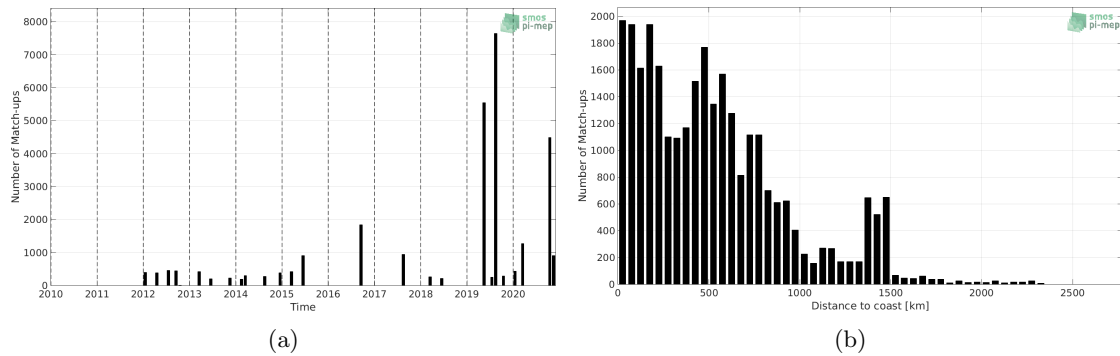 8000
7000
6000
5000
4000
3000
2000
1000
0
Number of Match-ups
2010 2011 2012 2013 2014 2015 2016 2017 2018 2019 2020
Time
smos
pi-mep
(a)
2000
1800
1600
1400
1200
1000
800
600
400
200
0
Number of Match-ups
0 500 1000 1500 2000 2500
Distance to coast [km]
smos
pi-mep
(b)